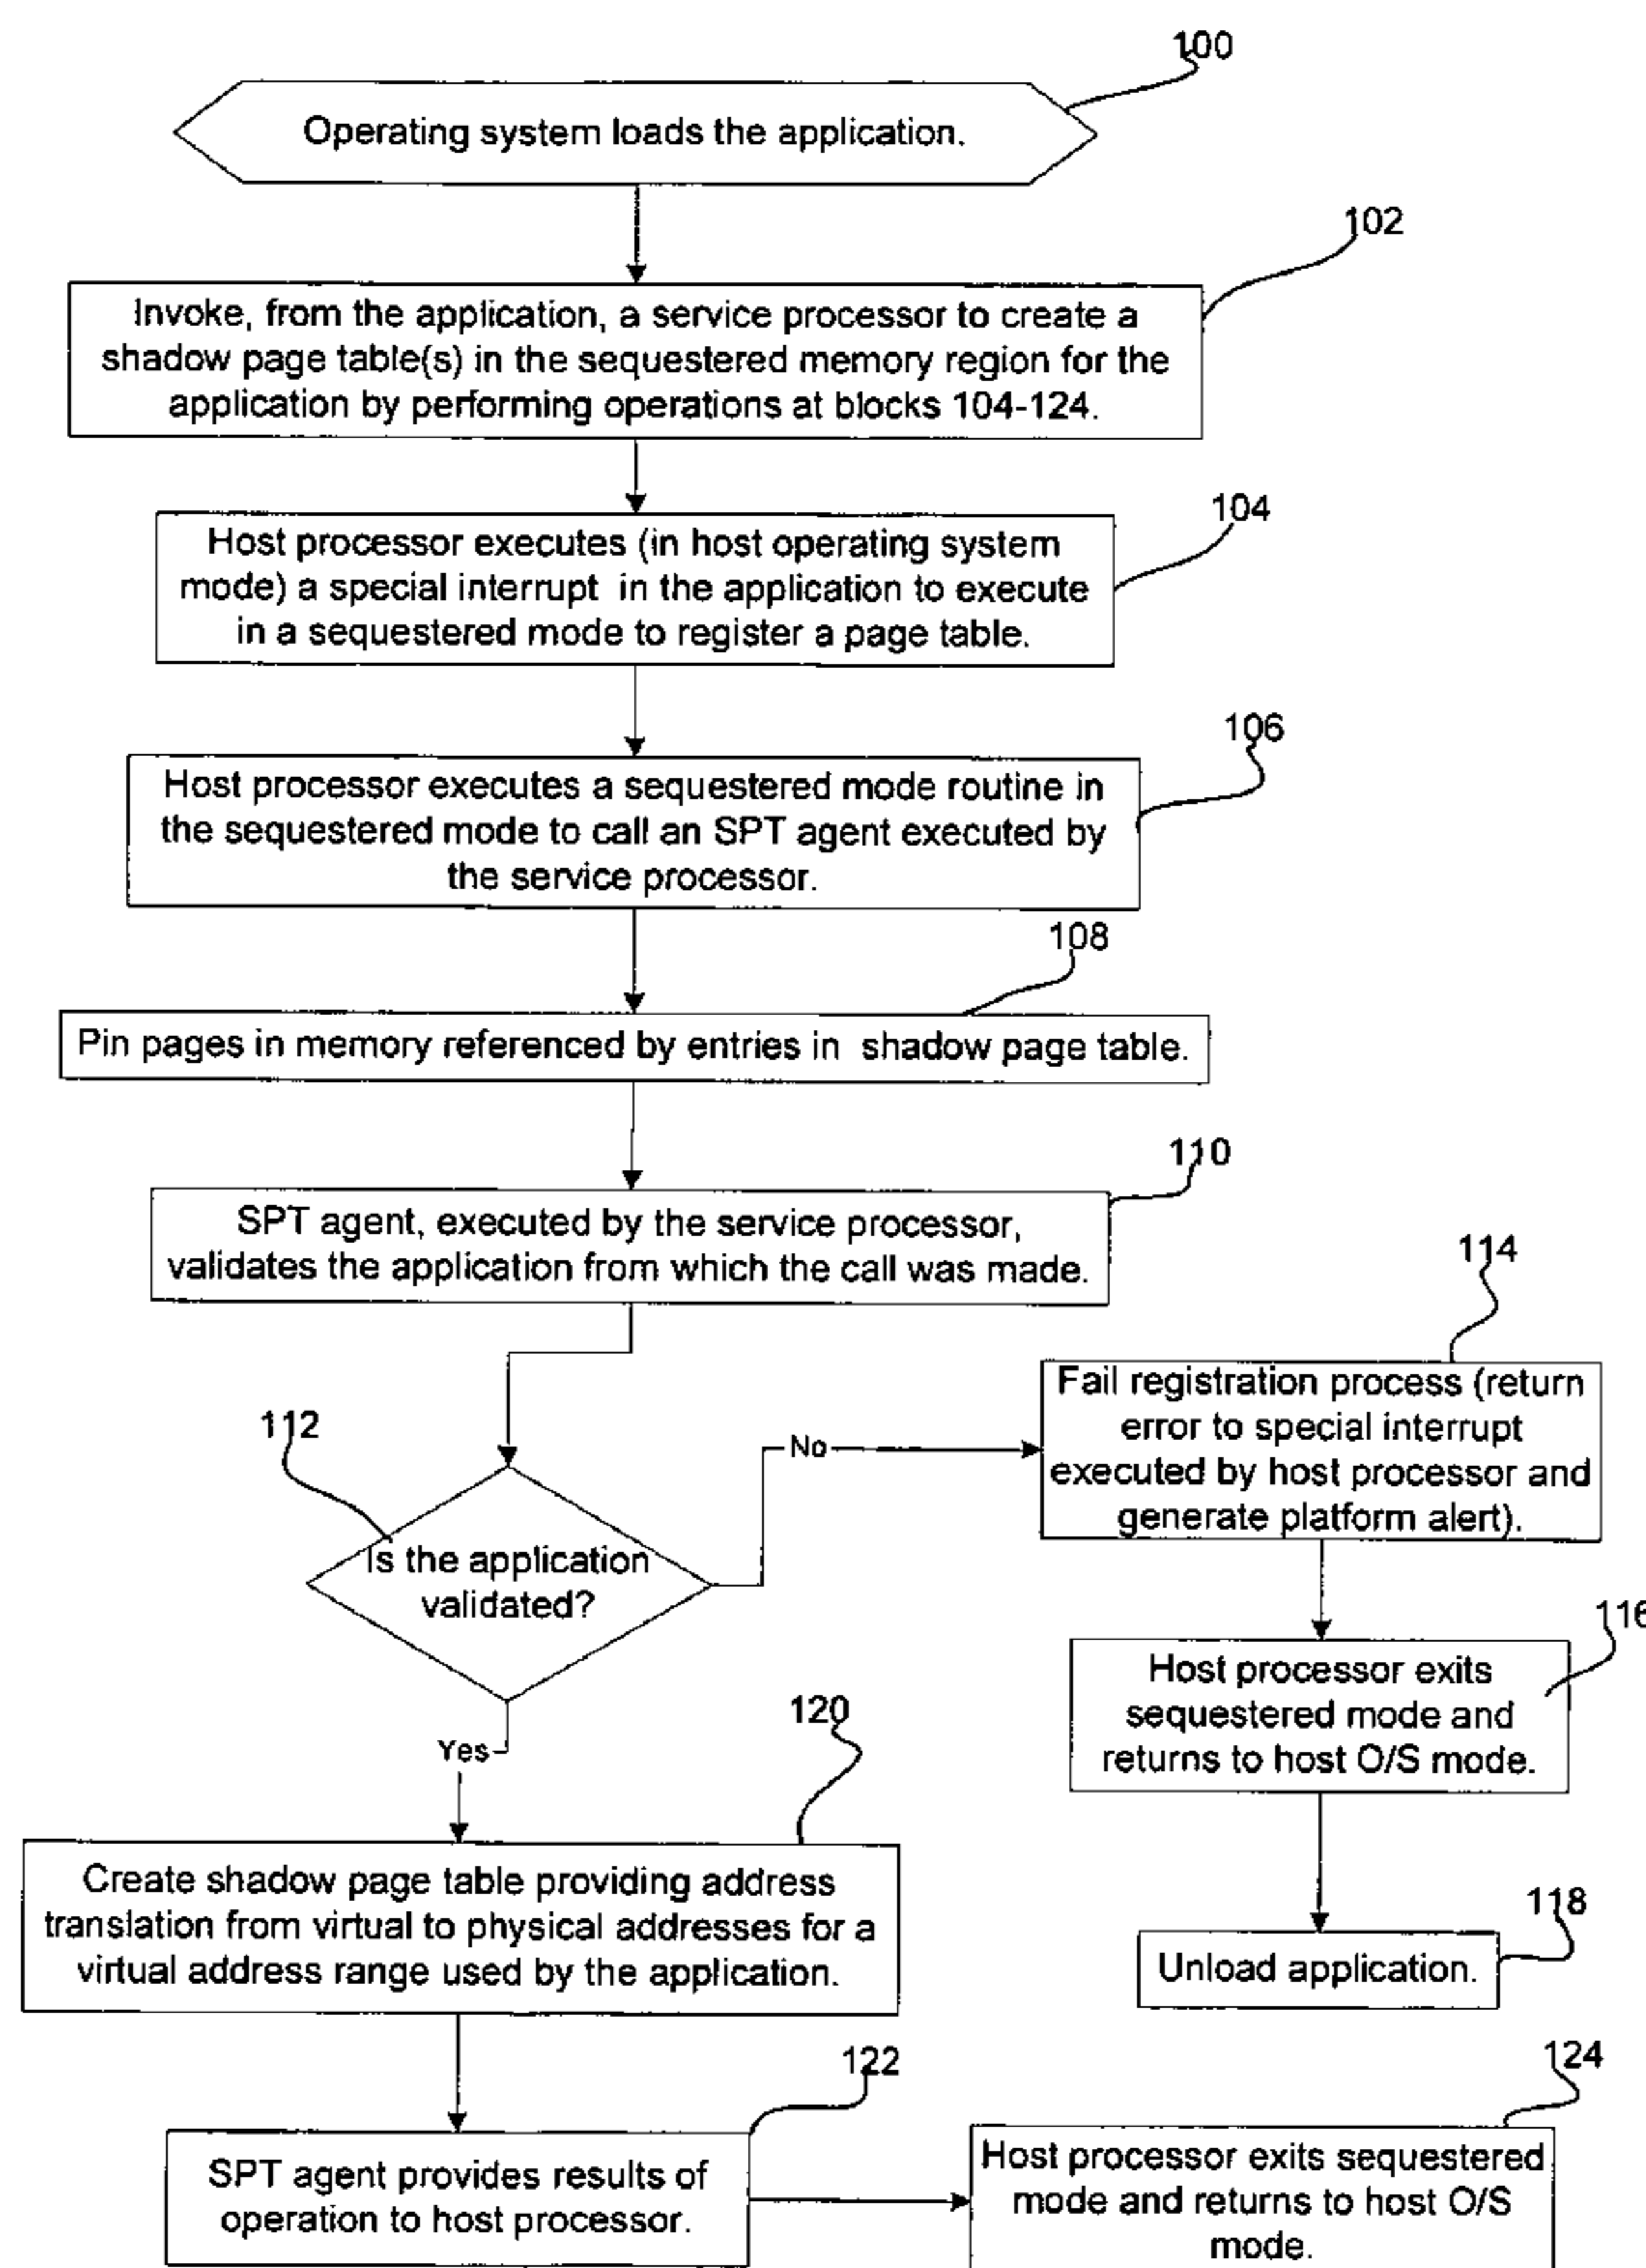 100
Operating system loads the application.
102
Invoke, from the application, a service processor to create a
shadow page table(s) in the sequestered memory region for the
application by performing operations at blocks 104-124.
104
Host processor executes (in host operating system
mode) a special interrupt in the application to execute
in a sequestered mode to register a page table.
106
Host processor executes a sequestered mode routine in
the sequestered mode to call an SPT agent executed by
the service processor.
108
Pin pages in memory referenced by entries in shadow page table.
110
SPT agent, executed by the service processor,
validates the application from which the call was made.
112
Is the application
validated?
No
114
Fail registration process (return
error to special interrupt
executed by host processor and
generate platform alert).
116
Host processor exits
sequestered mode and
returns to host O/S mode.
118
Unload application.
Yes
120
Create shadow page table providing address
translation from virtual to physical addresses for a
virtual address range used by the application.
122
SPT agent provides results of
operation to host processor.
124
Host processor exits sequestered
mode and returns to host O/S
mode.